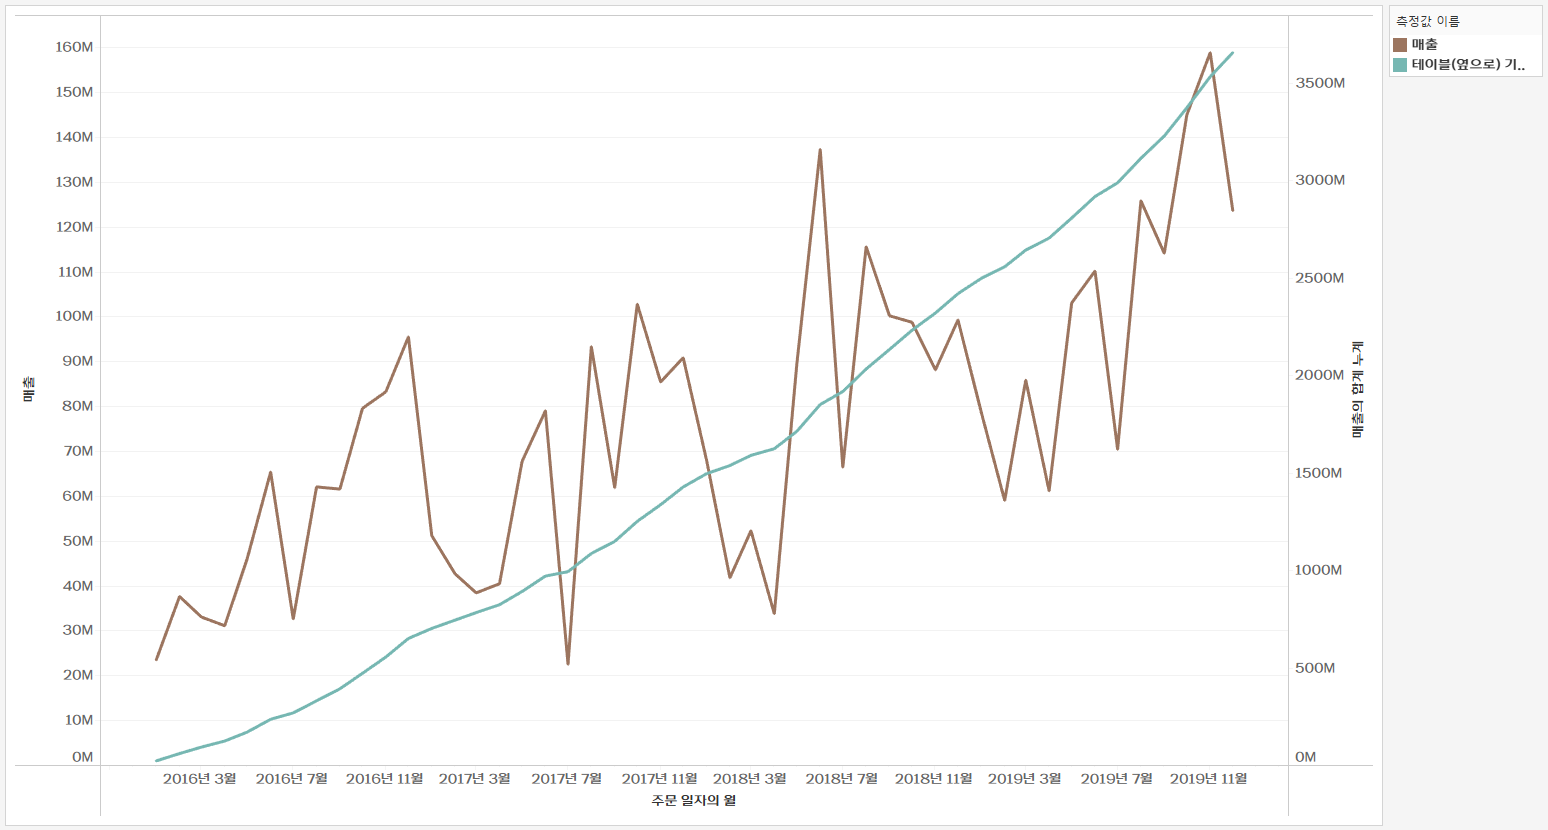 측정값 이름
매출
테이블(옆으로) 기..
160M
150M
140M
130M
120M
110M
100M
90M
80M
70M
60M
50M
40M
30M
20M
10M
0M
매출
3500M
3000M
2500M
2000M
1500M
1000M
500M
0M
매출의 합계 누계
2016년 3월 2016년 7월 2016년 11월 2017년 3월 2017년 7월 2017년 11월 2018년 3월 2018년 7월 2018년 11월 2019년 3월 2019년 7월 2019년 11월
주문 일자의 월